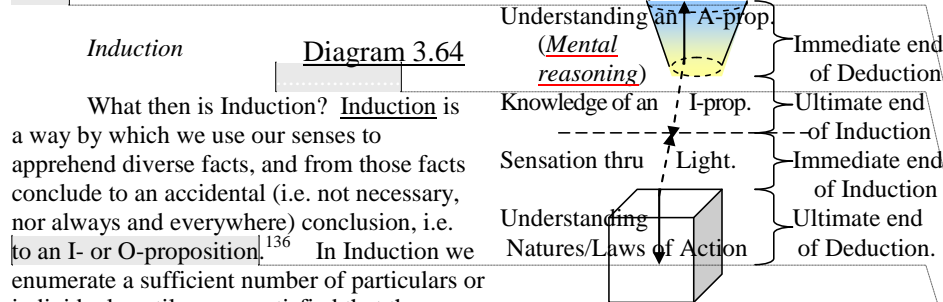 Induction
Diagram 3.64
What then is Induction? Induction is
a way by which we use our senses to
apprehend diverse facts, and from those facts
conclude to an accidental (i.e. not necessary,
nor always and everywhere) conclusion, i.e.
to an I- or O-proposition.136 In Induction we
enumerate a sufficient number of particulars or
Understanding an A-prop.
(Mental
reasoning)
Knowledge of an I-prop.
Sensation thru Light.
Understanding
Natures/Laws of Action
Immediate end
of Deduction
Ultimate end
of Induction
Immediate end
of Induction
Ultimate end
of Deduction.